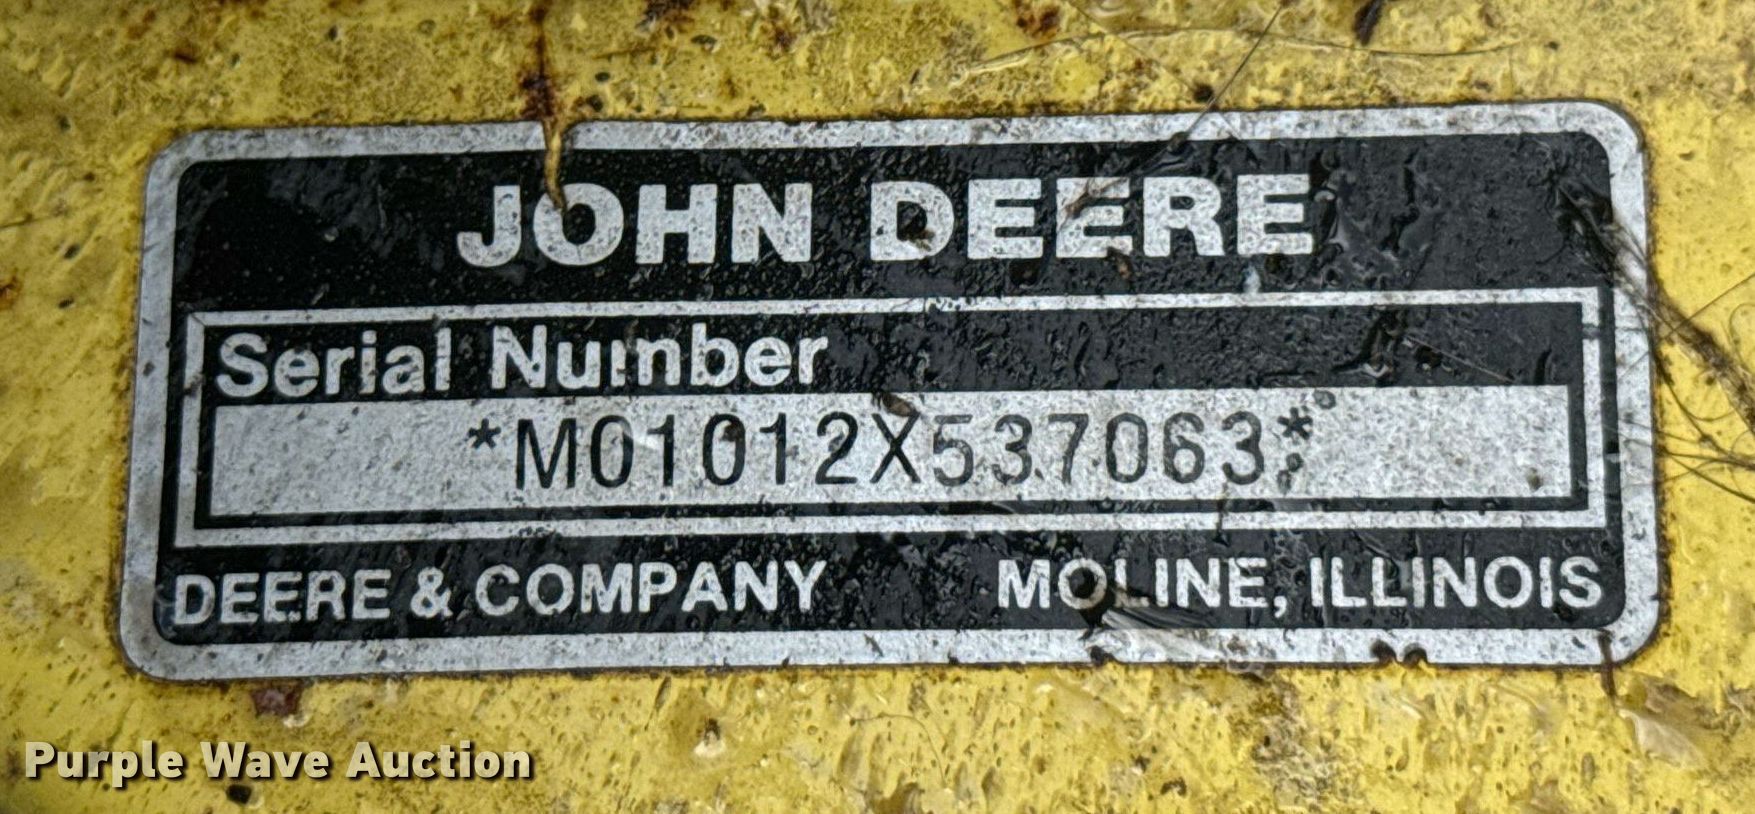 JOHN DEERE
Serial Number
*M01012X537063*
DEERE & COMPANY MOLINE, ILLINOIS
Purple Wave Auction